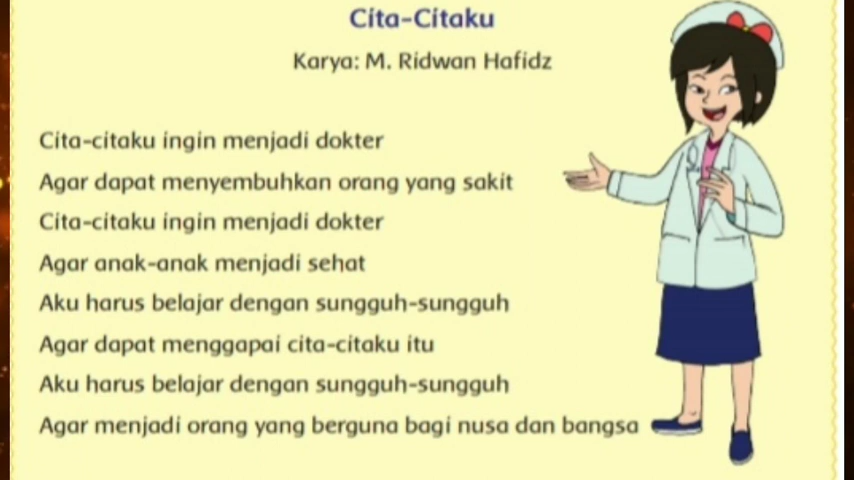 Cita-Citaku
Karya: M. Ridwan Hafidz
Cita-citaku ingin menjadi dokter
Agar dapat menyembuhkan orang yang sakit
Cita-citaku ingin menjadi dokter
Agar anak-anak menjadi sehat
Aku harus belajar dengan sungguh-sungguh
Agar dapat menggapai cita-citaku itu
Aku harus belajar dengan sungguh-sungguh
Agar menjadi orang yang berguna bagi nusa dan bangsa